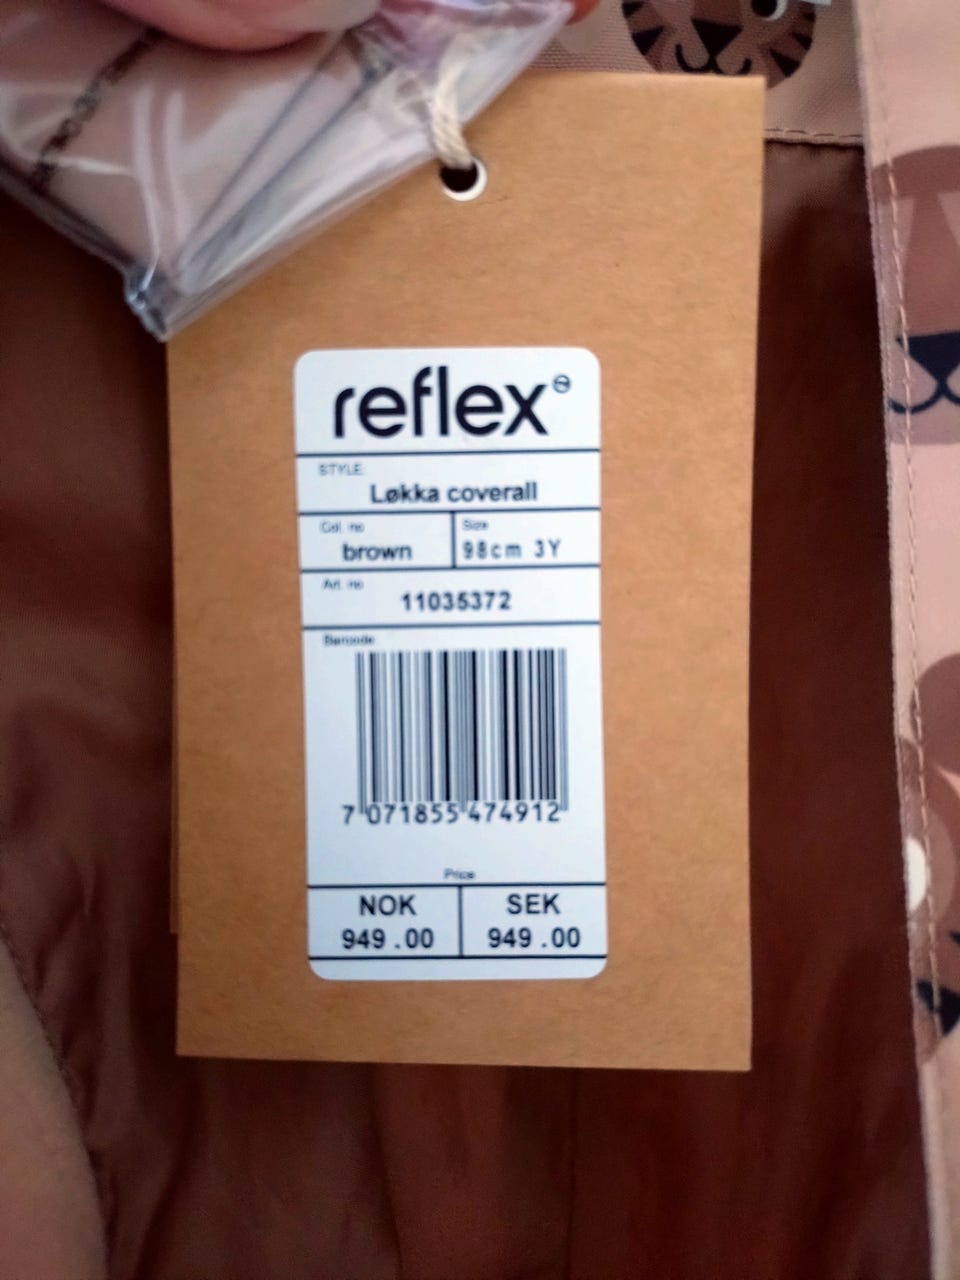 reflex
STYLE:
Løkka coverall
Col. no
Size
brown
98cm 3Y
Art. no
11035372
Barcode
7 071855 474912
Price
NOK
SEK
949.00
949.00